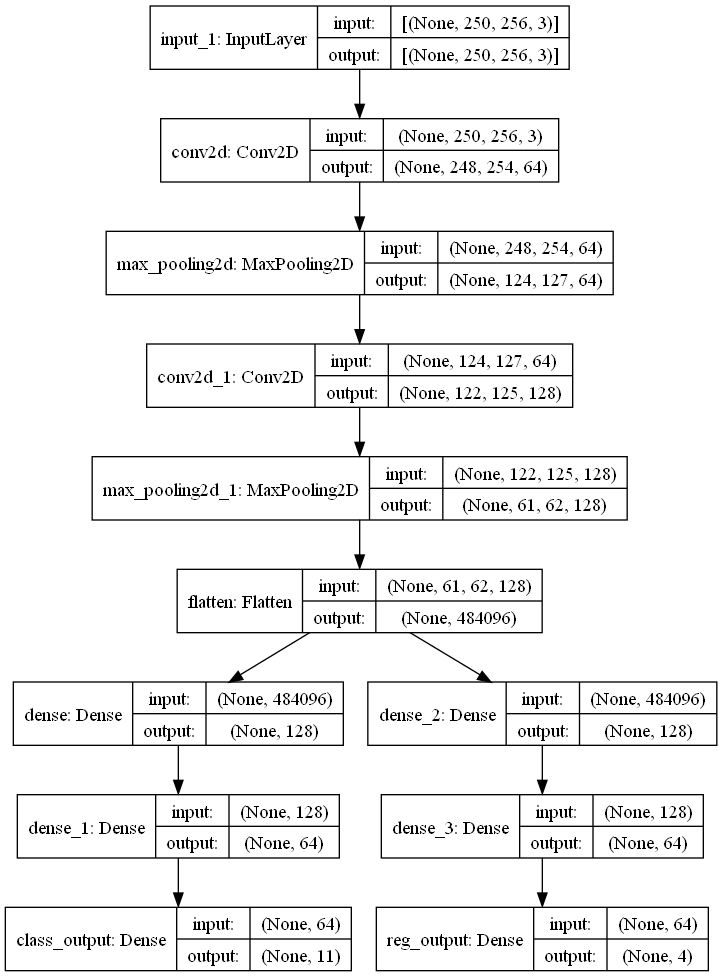 input_1: InputLayer
input: [(None, 250, 256, 3)]
output: [(None, 250, 256, 3)]
conv2d: Conv2D
input: (None, 250, 256, 3)
output: (None, 248, 254, 64)
max_pooling2d: MaxPooling2D
input: (None, 248, 254, 64)
output: (None, 124, 127, 64)
conv2d_1: Conv2D
input: (None, 124, 127, 64)
output: (None, 122, 125, 128)
max_pooling2d_1: MaxPooling2D
input: (None, 122, 125, 128)
output: (None, 61, 62, 128)
flatten: Flatten
input: (None, 61, 62, 128)
output: (None, 484096)
dense: Dense
input: (None, 484096)
output: (None, 128)
dense_2: Dense
input: (None, 484096)
output: (None, 128)
dense_1: Dense
input: (None, 128)
output: (None, 64)
dense_3: Dense
input: (None, 128)
output: (None, 64)
class_output: Dense
input: (None, 64)
output: (None, 11)
reg_output: Dense
input: (None, 64)
output: (None, 4)